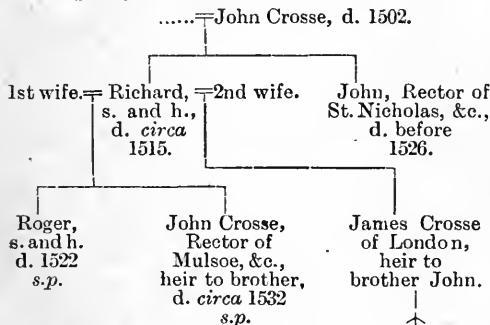 ......John Crosse, d. 1502.
1st wife. Richard, 2nd wife. John, Rector of
s. and h., St. Nicholas, &c.,
d. circa d. before
1515. 1526.
Roger, John Crosse, James Crosse
s. and h. Rector of of London,
d. 1522 Mulsoe, &c., heir to
s.p. heir to brother, brother John.
d. circa 1532
s.p.